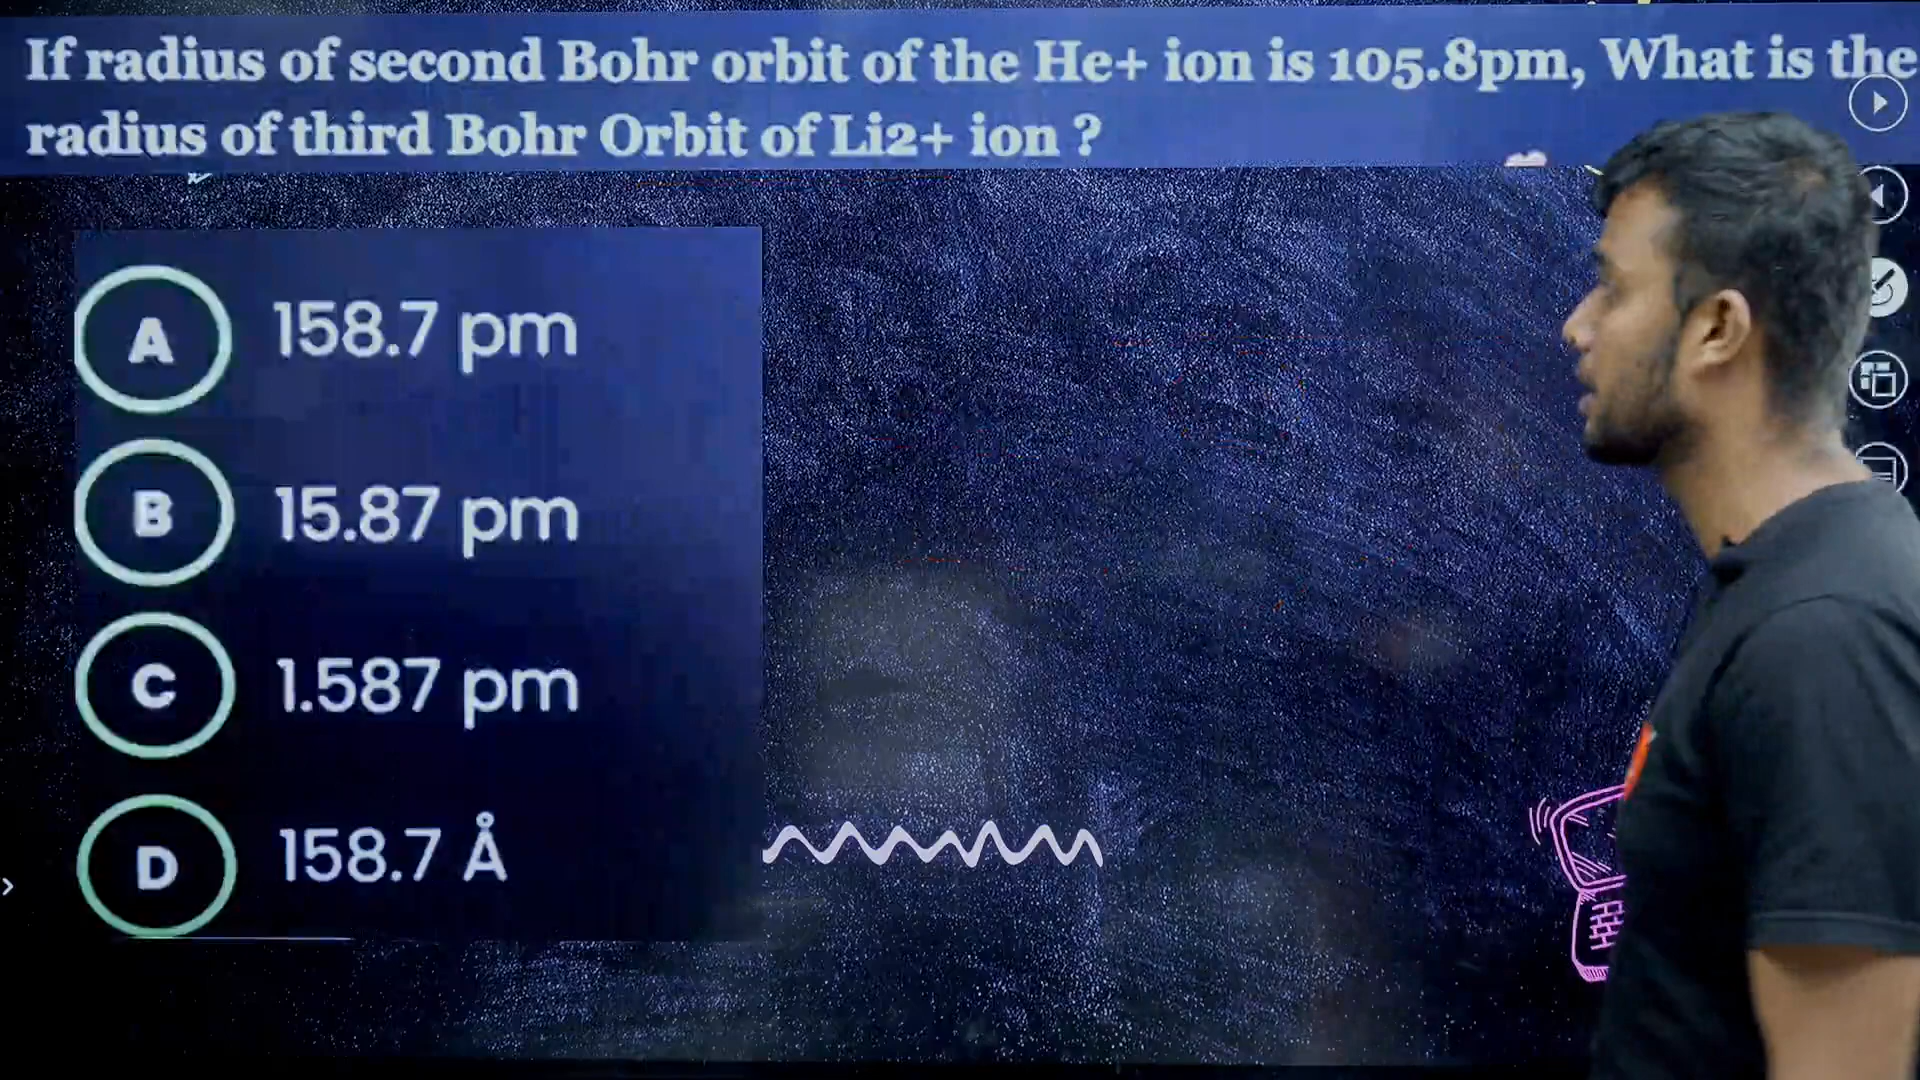 If radius of second Bohr orbit of the He+ ion is 105.8pm, What is the
radius of third Bohr Orbit of Li2+ ion ?
A 158.7 pm
B 15.87 pm
C 1.587 pm
D 158.7 Å